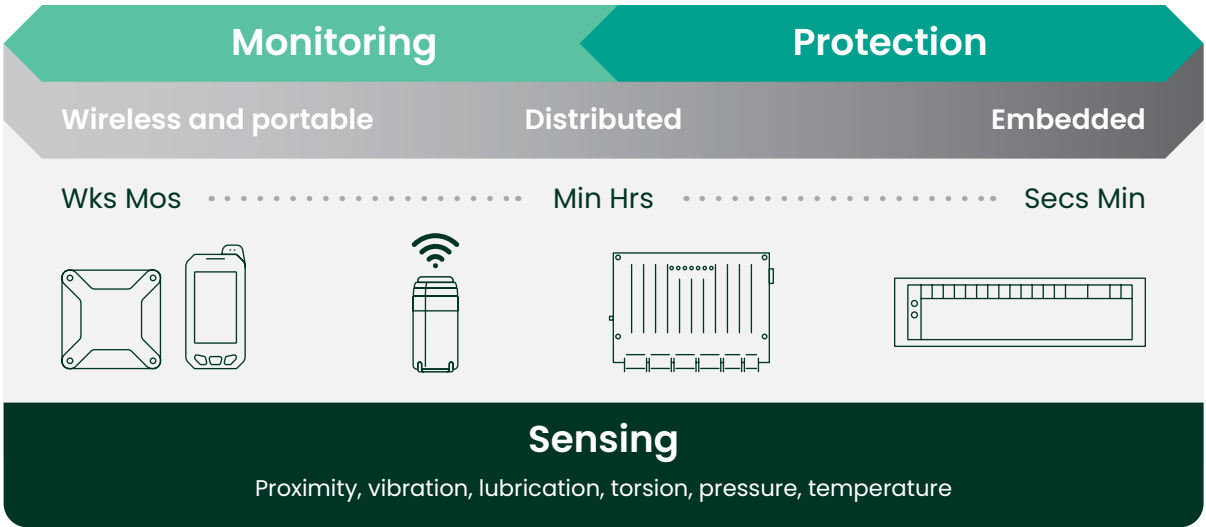 Monitoring Protection
Wireless and portable Distributed Embedded
Wks Mos Min Hrs Secs Min
Sensing
Proximity, vibration, lubrication, torsion, pressure, temperature